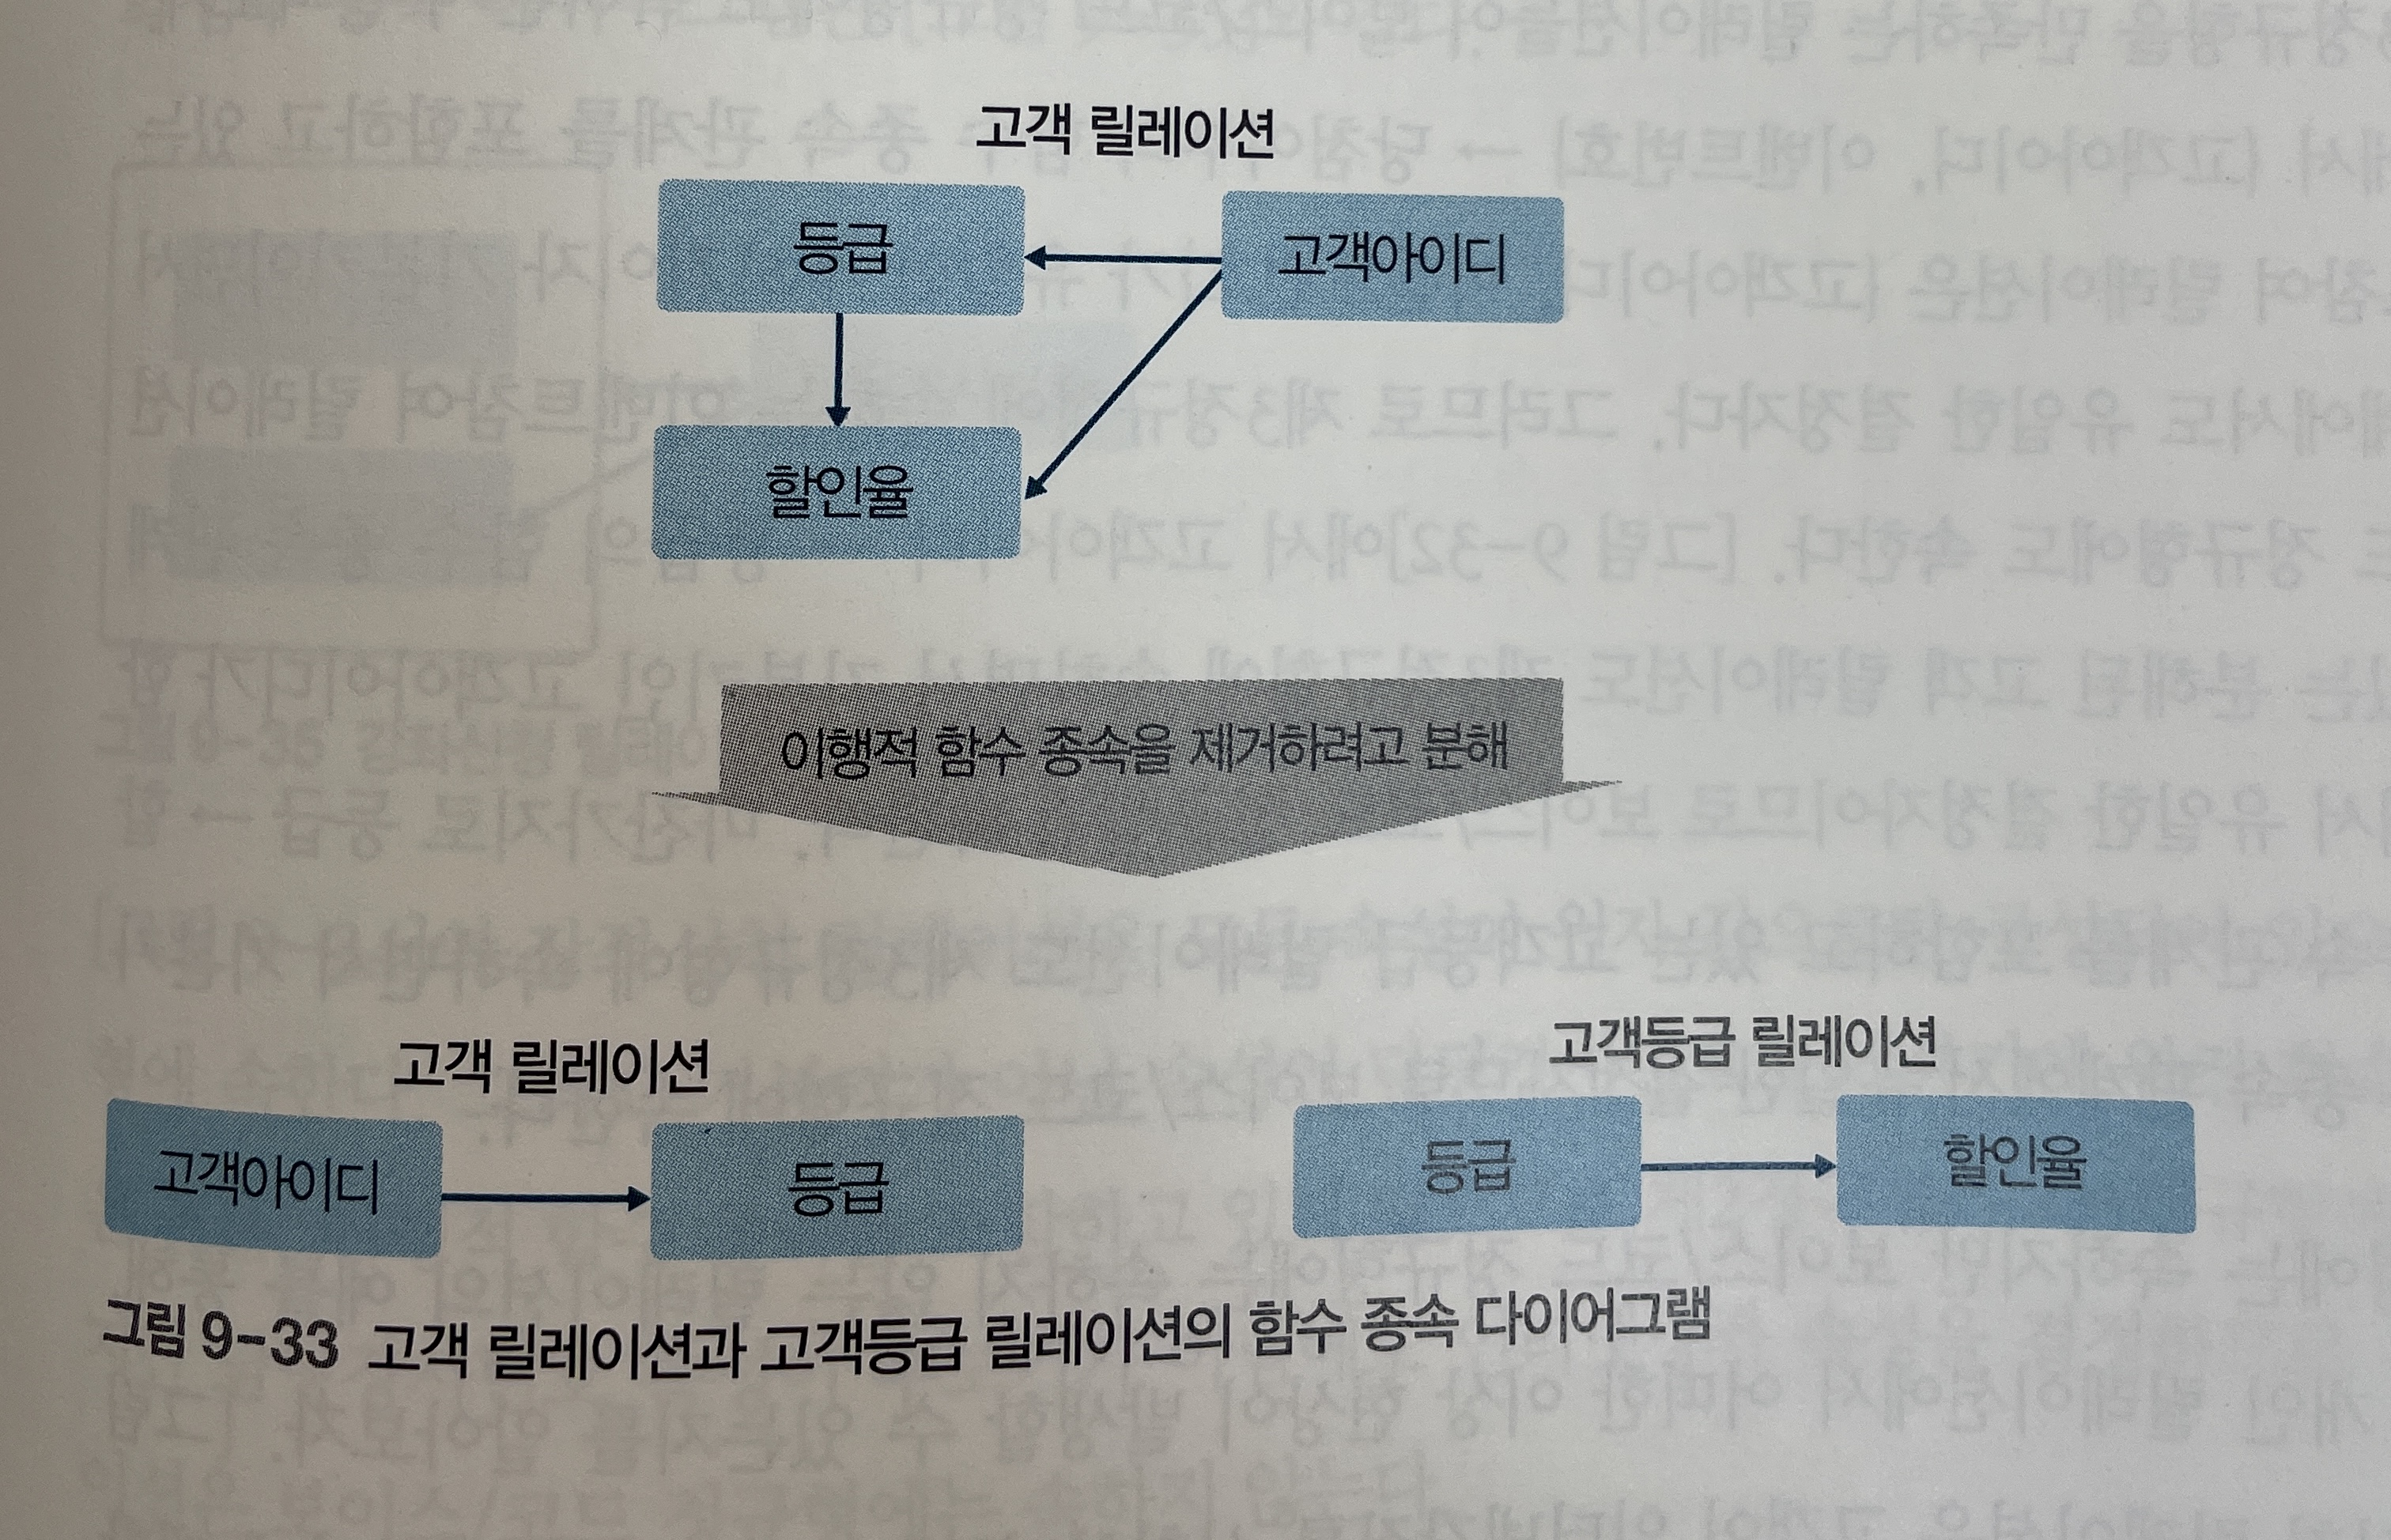 고객 릴레이션
등급
고객아이디
할인율
이행적 함수 종속을 제거하려고 분해
고객 릴레이션
고객등급 릴레이션
고객아이디
등급
등급
할인율
그림 9-33 고객 릴레이션과 고객등급 릴레이션의 함수 종속 다이어그램